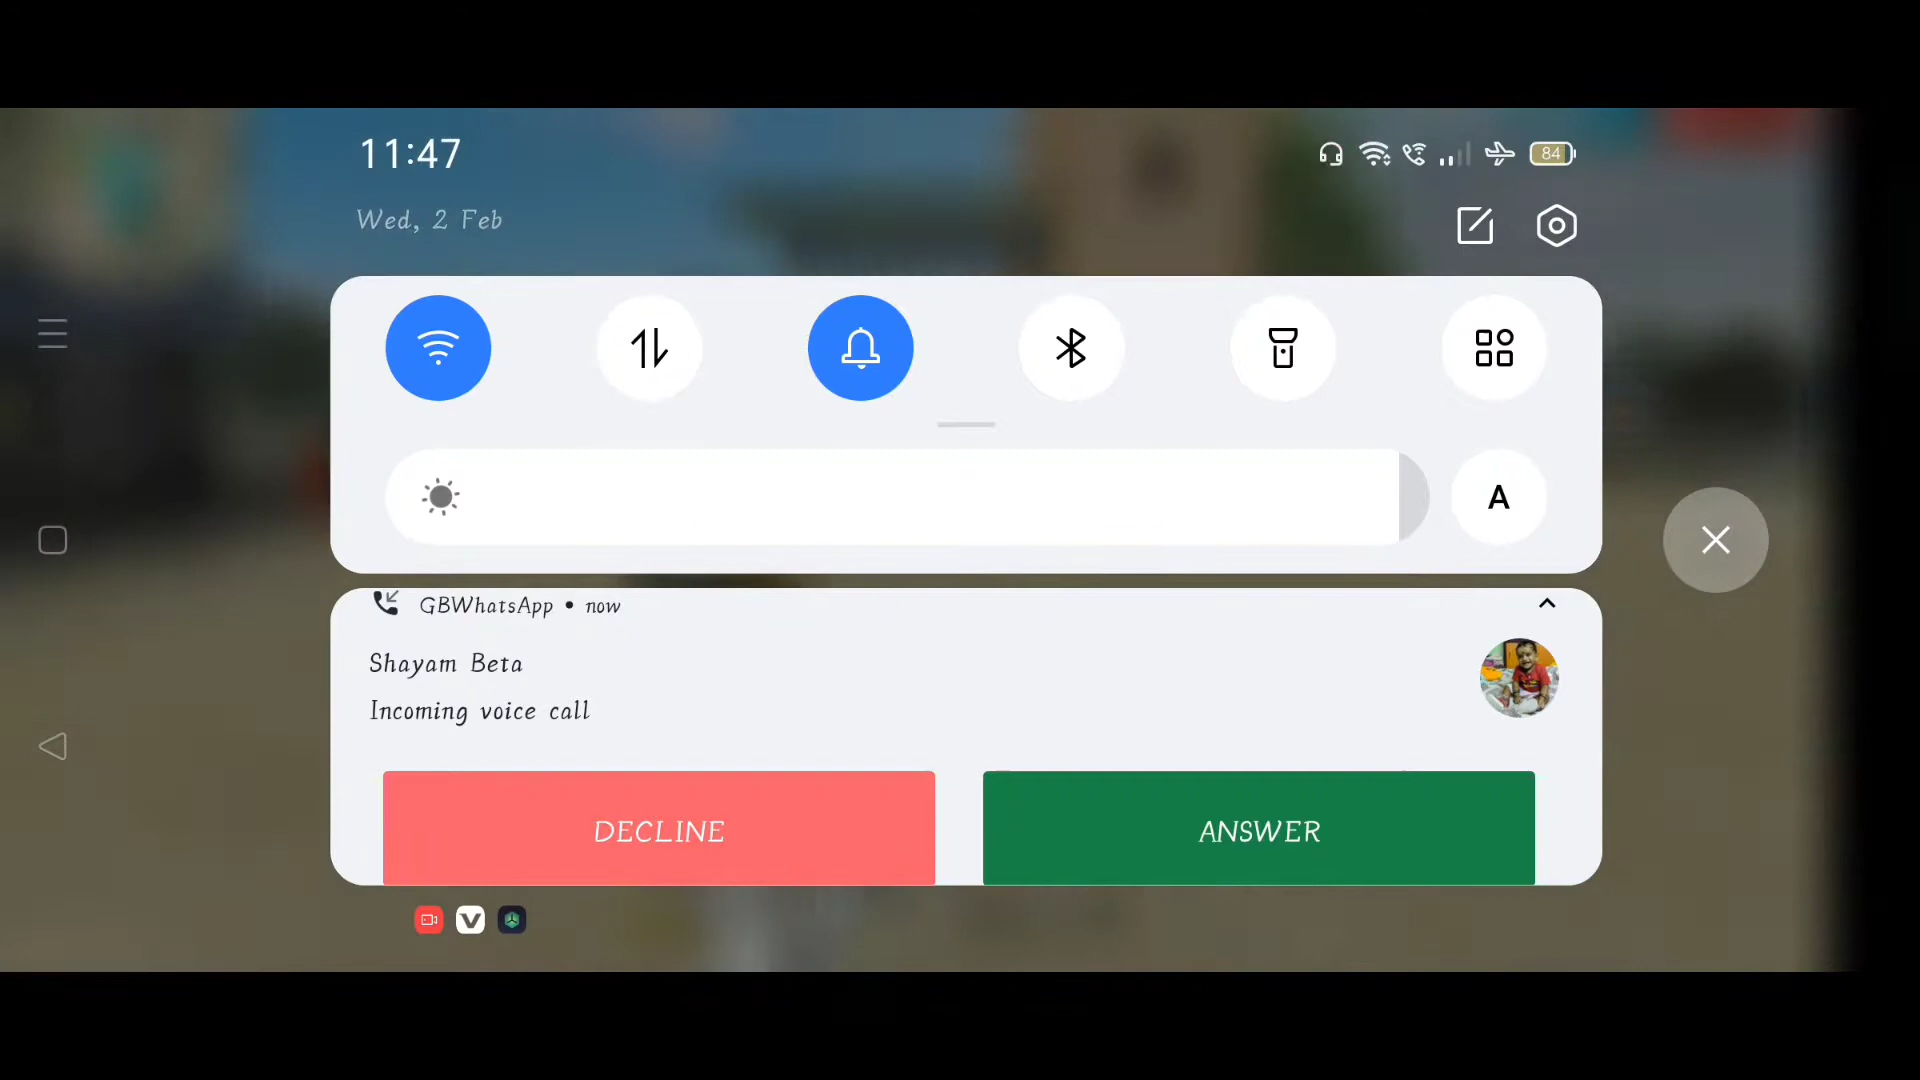 11:47
84
Wed, 2 Feb
A
GBWhatsApp • now
Shayam Beta
Incoming voice call
DECLINE
ANSWER